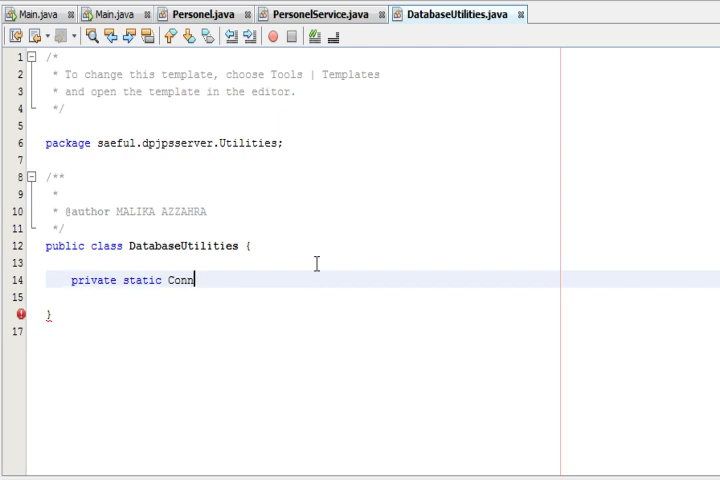 Main.java Main.java Personel.java PersonelService.java DatabaseUtilities.java
1 /*
2 * To change this template, choose Tools | Templates
3 * and open the template in the editor.
4 */
5
6 package saeful.dpjpsserver.Utilities;
7
8 /**
9 *
10 * @author MALIKA AZZAHRA
11 */
12 public class DatabaseUtilities {
13
14 private static Conn
15
}
17